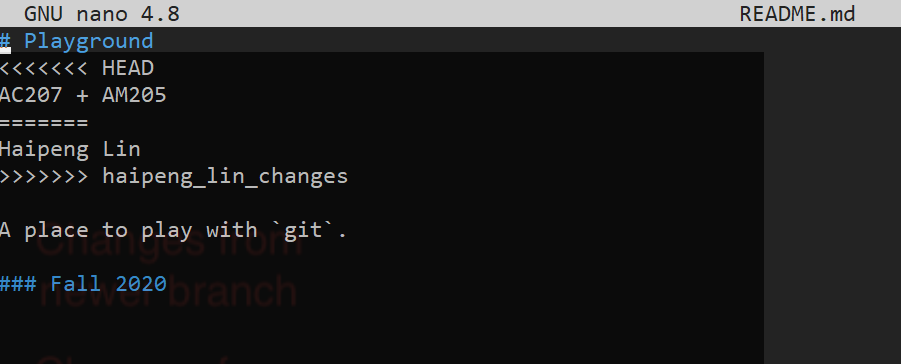 GNU nano 4.8 README.md
# Playground
<<<<<<< HEAD
AC207 + AM205
=======
Haipeng Lin
>>>>>>> haipeng_lin_changes
A place to play with `git`.
Changes from
### Fall 2020
newer branch